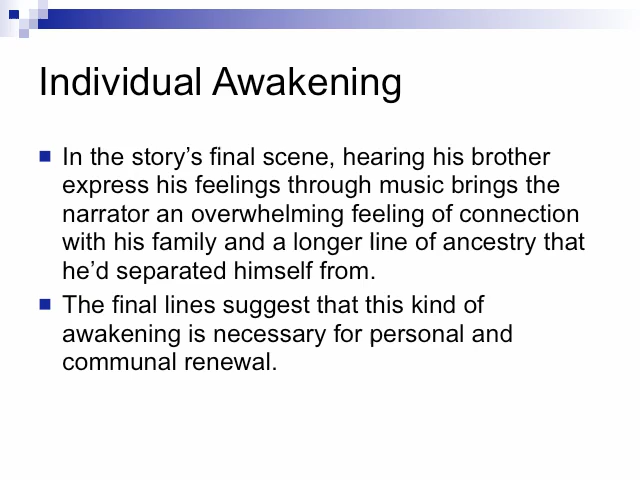 Individual Awakening
In the story’s final scene, hearing his brother
express his feelings through music brings the
narrator an overwhelming feeling of connection
with his family and a longer line of ancestry that
he’d separated himself from.
The final lines suggest that this kind of
awakening is necessary for personal and
communal renewal.